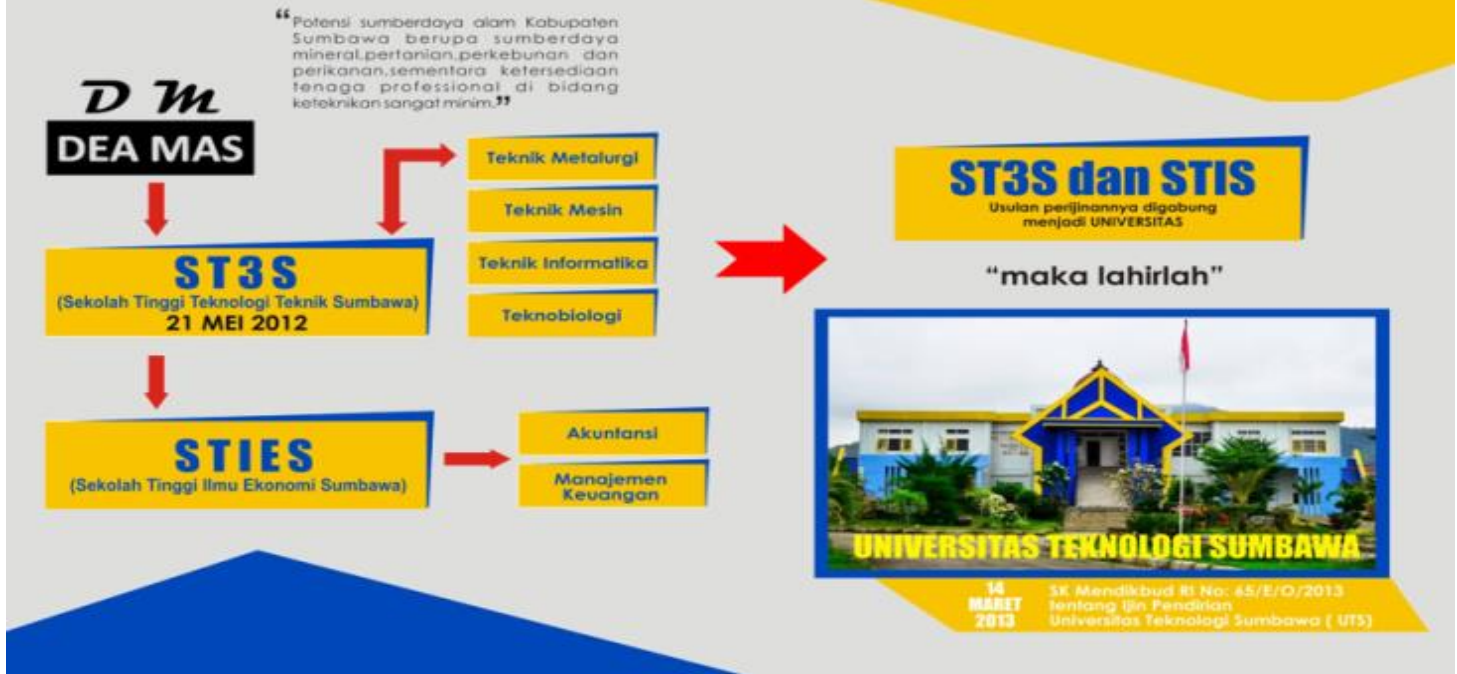 “Potensi sumberdaya alam Kabupaten
Sumbawa berupa sumberdaya
mineral,pertanian,perkebunan dan
perikanan,sementara ketersediaan
tenaga professional di bidang
keteknikan sangat minim.”
D M
DEA MAS
ST3S
(Sekolah Tinggi Teknologi Teknik Sumbawa)
21 MEI 2012
Teknik Metalurgi
Teknik Mesin
Teknik Informatika
Teknobiologi
STIES
(Sekolah Tinggi Ilmu Ekonomi Sumbawa)
Akuntansi
Manajemen
Keuangan
ST3S dan STIS
Usulan perijinannya digabung
menjadi UNIVERSITAS
“maka lahirlah”
UNIVERSITAS TEKNOLOGI SUMBAWA
14
MARET
2013
SK Mendikbud RI No: 65/E/O/2013
tentang Ijin Pendirian
Universitas Teknologi Sumbawa ( UTS)